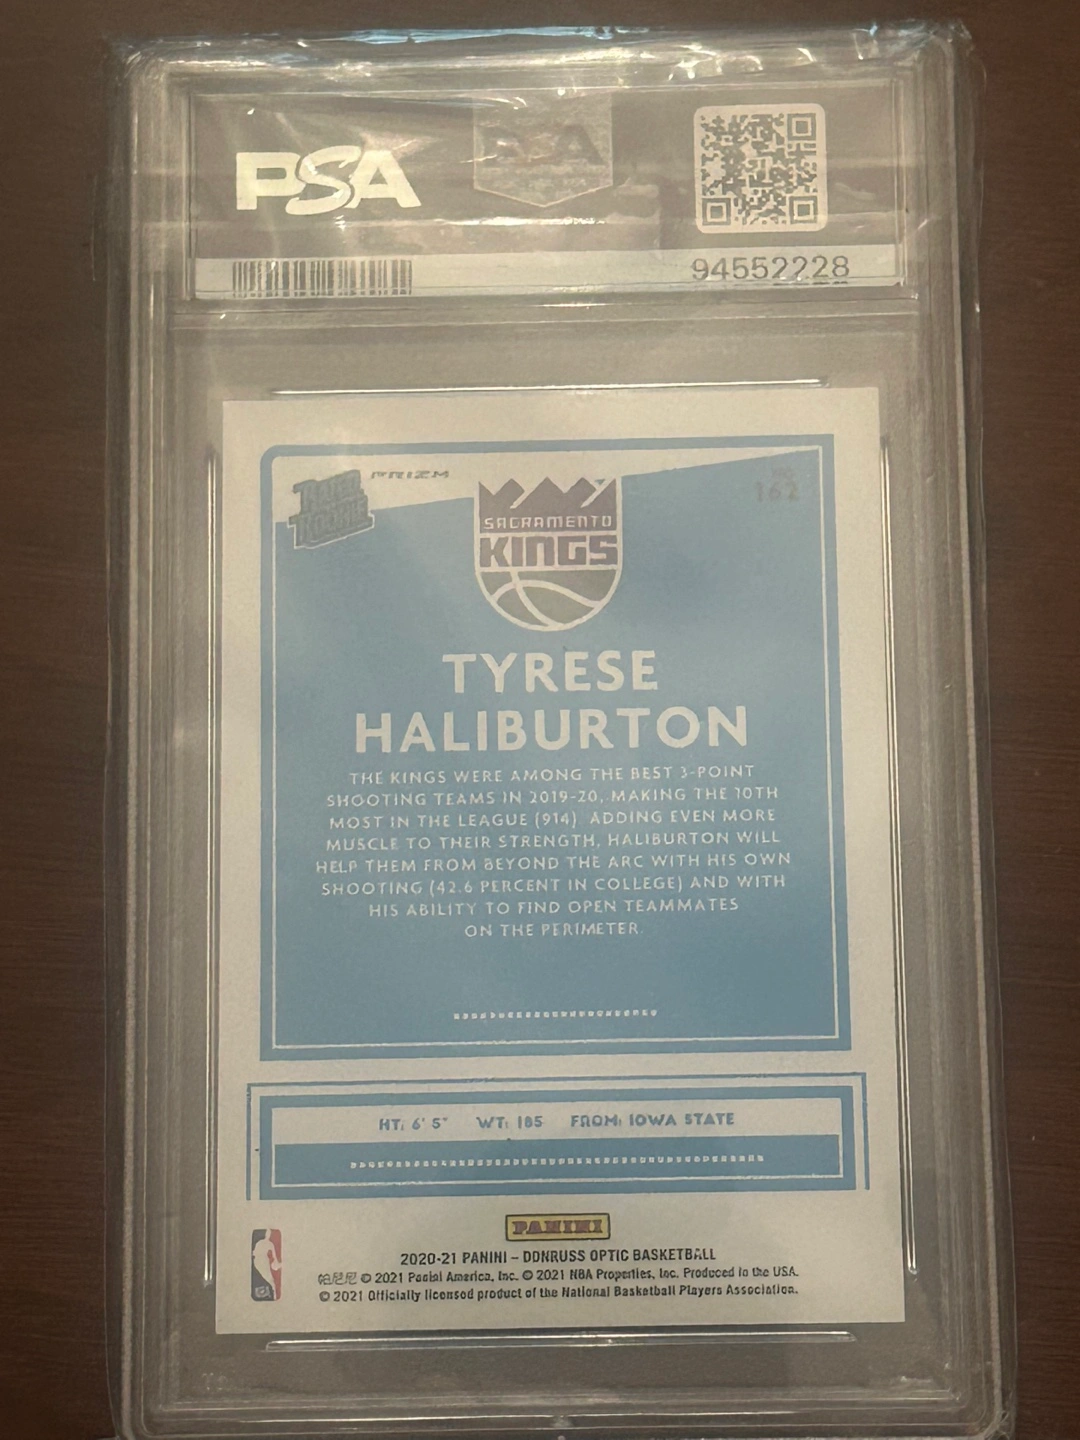 PSA
PSA
94552228
RATED ROOKIE
PRIZM
NO.
162
SACRAMENTO
KINGS
TYRESE
HALIBURTON
THE KINGS WERE AMONG THE BEST 3-POINT
SHOOTING TEAMS IN 2019-20, MAKING THE 10TH
MOST IN THE LEAGUE (914). ADDING EVEN MORE
MUSCLE TO THEIR STRENGTH, HALIBURTON WILL
HELP THEM FROM BEYOND THE ARC WITH HIS OWN
SHOOTING (42.6 PERCENT IN COLLEGE) AND WITH
HIS ABILITY TO FIND OPEN TEAMMATES
ON THE PERIMETER.
HT: 6' 5" WT: 185 FROM: IOWA STATE
PANINI
2020-21 PANINI – DONRUSS OPTIC BASKETBALL
帕尼尼 © 2021 Panini America, Inc. © 2021 NBA Properties, Inc. Produced in the USA.
© 2021 Officially licensed product of the National Basketball Players Association.